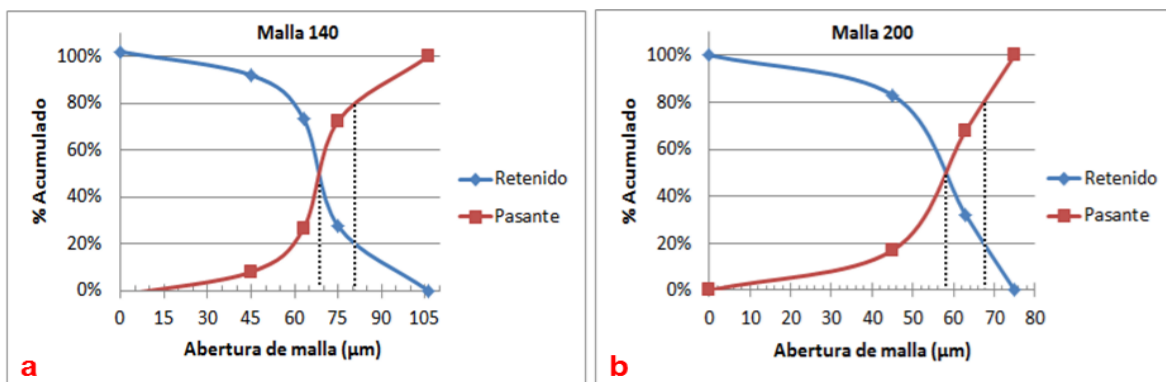 Malla 140
100%
80%
60%
40%
20%
0%
% Acumulado
0 15 30 45 60 75 90 105
Abertura de malla (µm)
Retenido
Pasante
a
Malla 200
100%
80%
60%
40%
20%
0%
% Acumulado
0 10 20 30 40 50 60 70 80
Abertura de malla (µm)
Retenido
Pasante
b